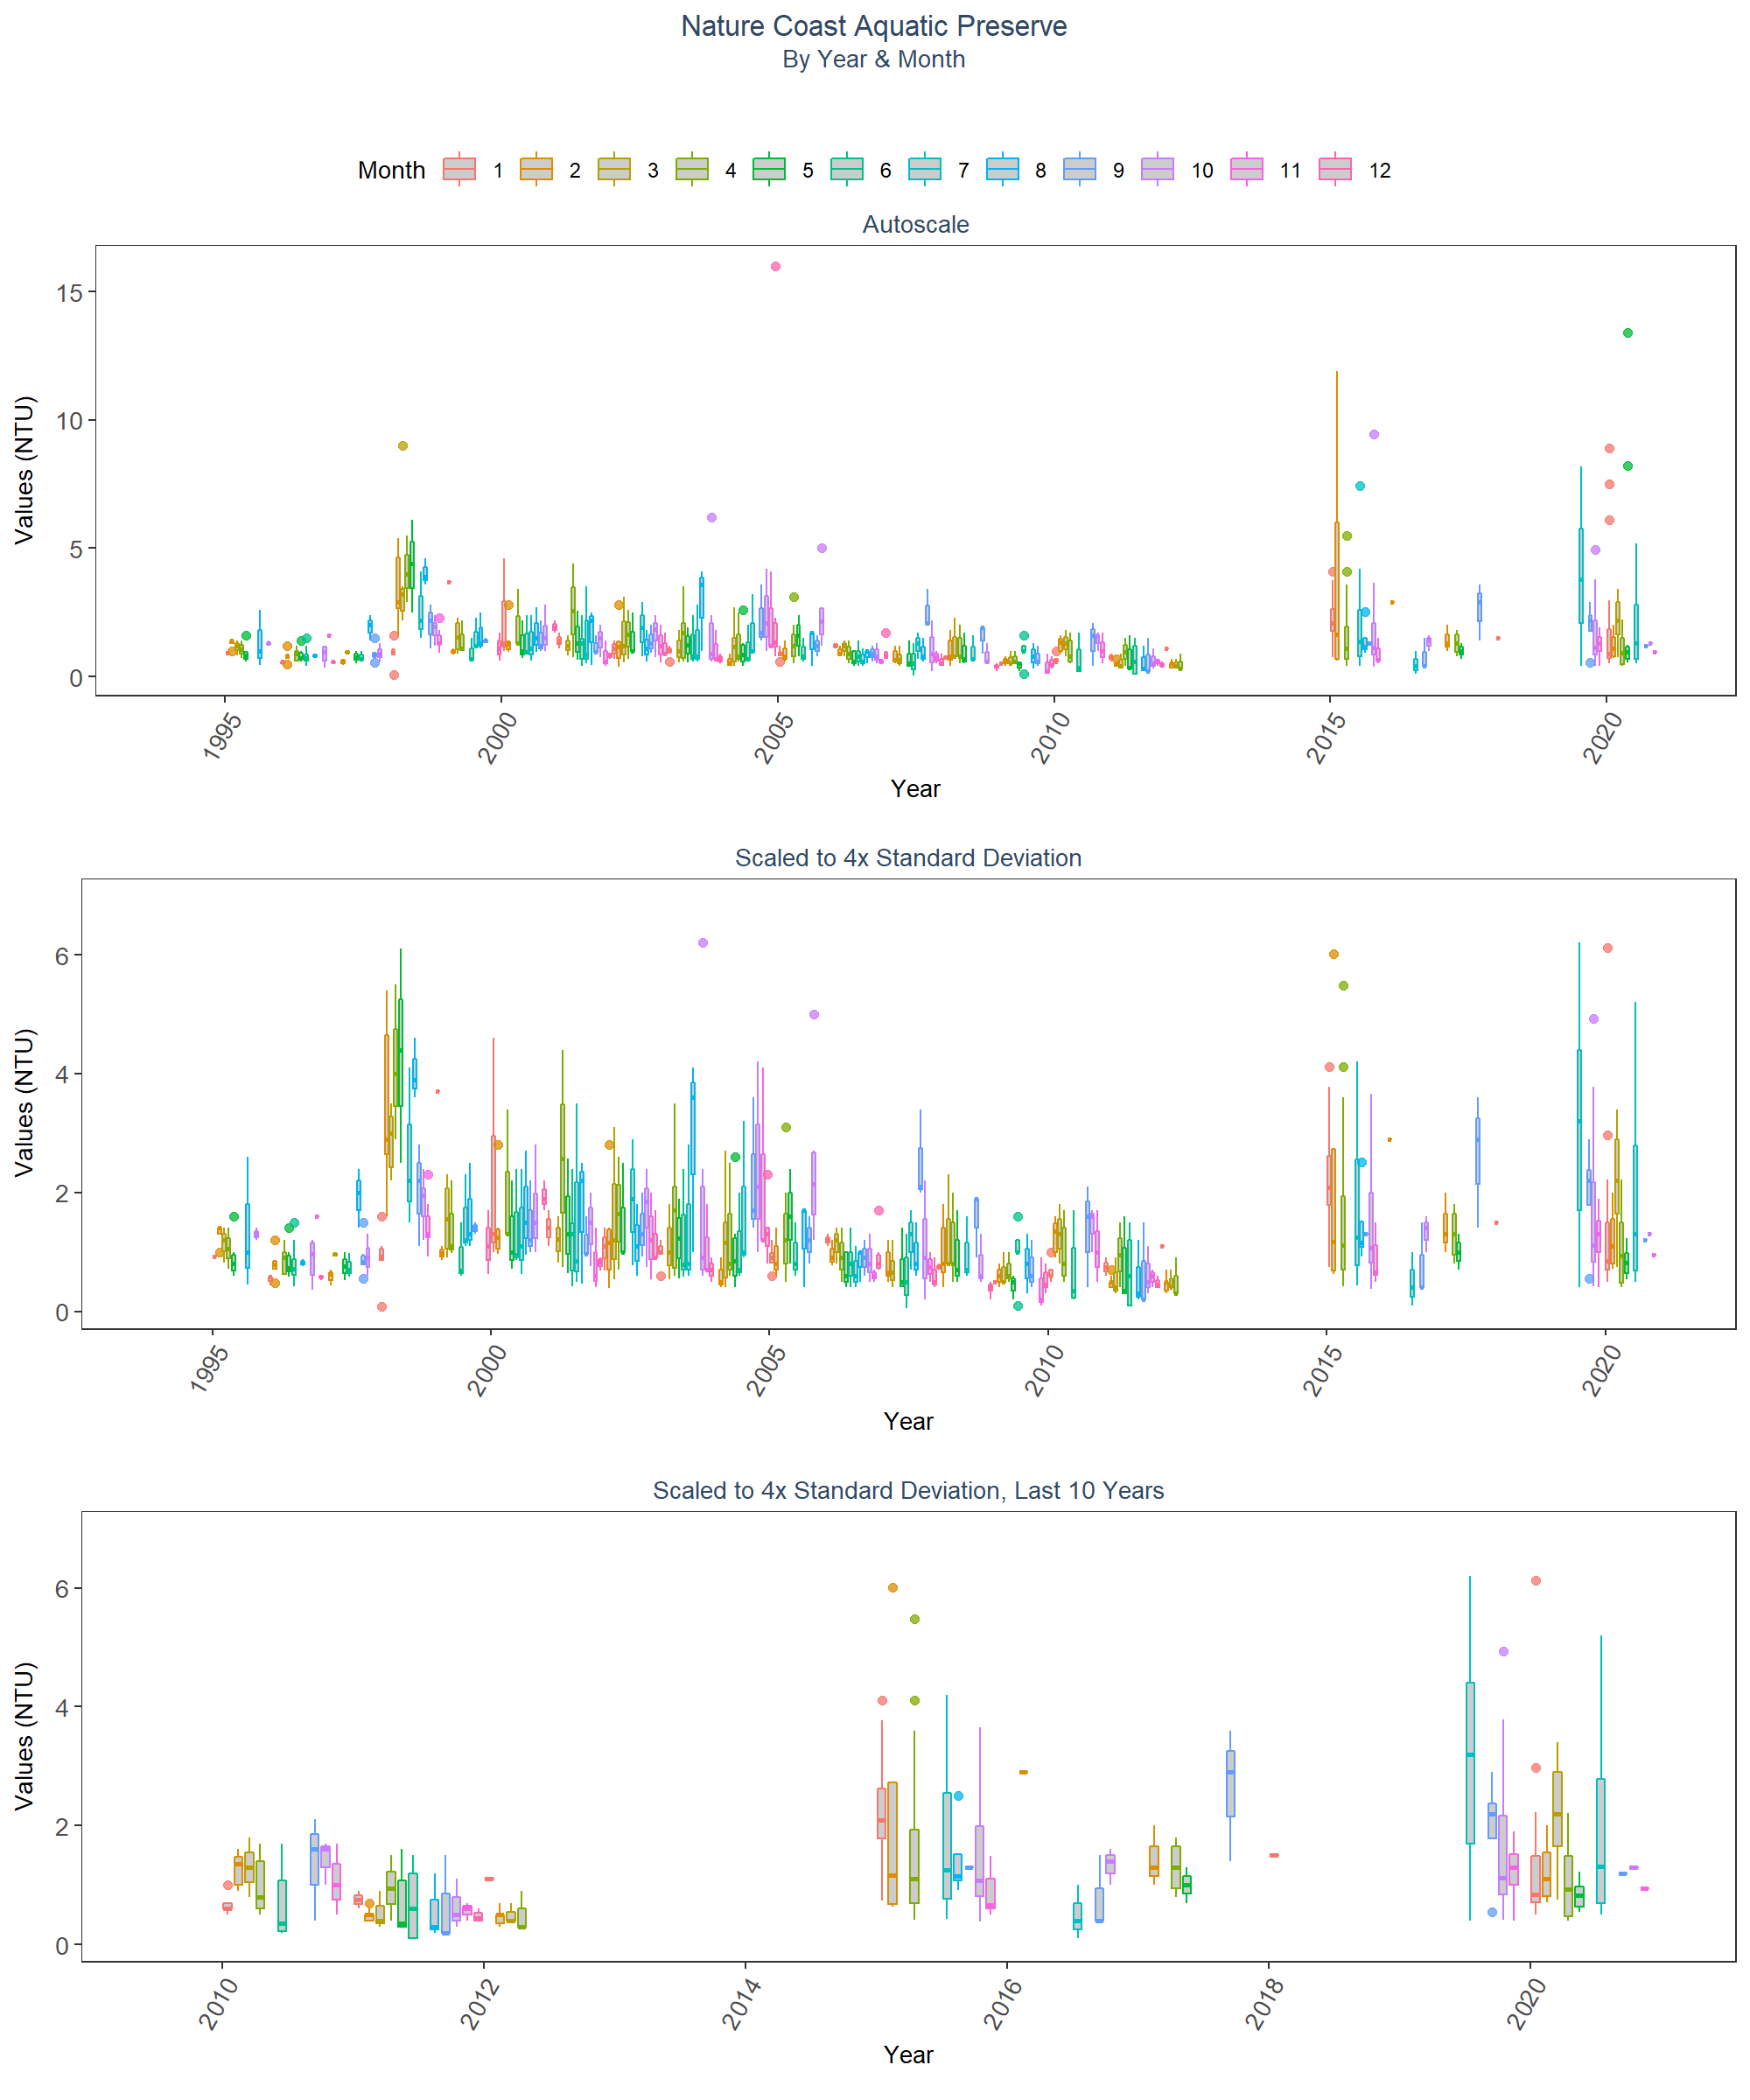 Nature Coast Aquatic Preserve
By Year & Month
Month 1 2 3 4 5 6 7 8 9 10 11 12
Autoscale
Values (NTU)
15
10
5
0
1995 2000 2005 2010 2015 2020
Year
Scaled to 4x Standard Deviation
Values (NTU)
6
4
2
0
1995 2000 2005 2010 2015 2020
Year
Scaled to 4x Standard Deviation, Last 10 Years
Values (NTU)
6
4
2
0
2010 2012 2014 2016 2018 2020
Year